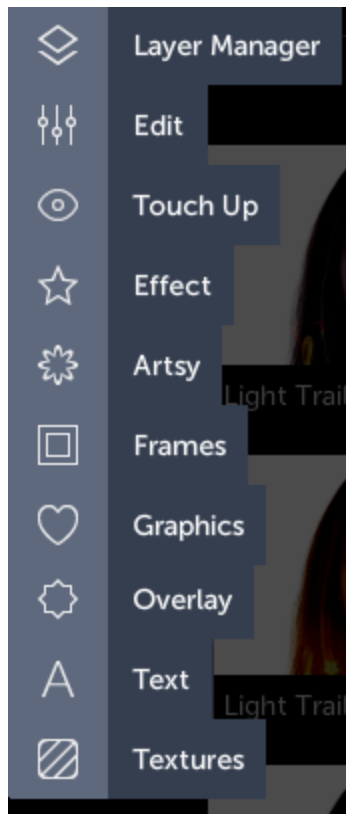 Layer Manager
Edit
Touch Up
Effect
Artsy
Light Trail
Frames
Graphics
Overlay
Text
Light Trail
Textures